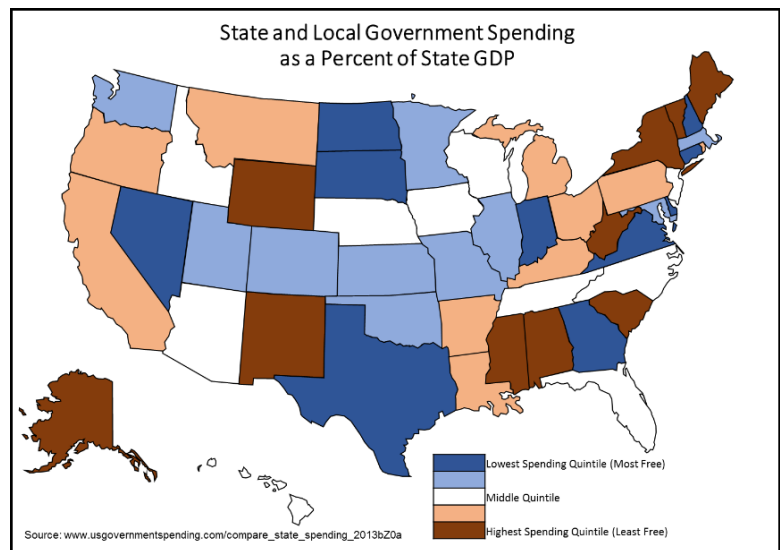 State and Local Government Spending
as a Percent of State GDP
Lowest Spending Quintile (Most Free)
Middle Quintile
Highest Spending Quintile (Least Free)
Source: www.usgovernmentspending.com/compare_state_spending_2013bZ0a